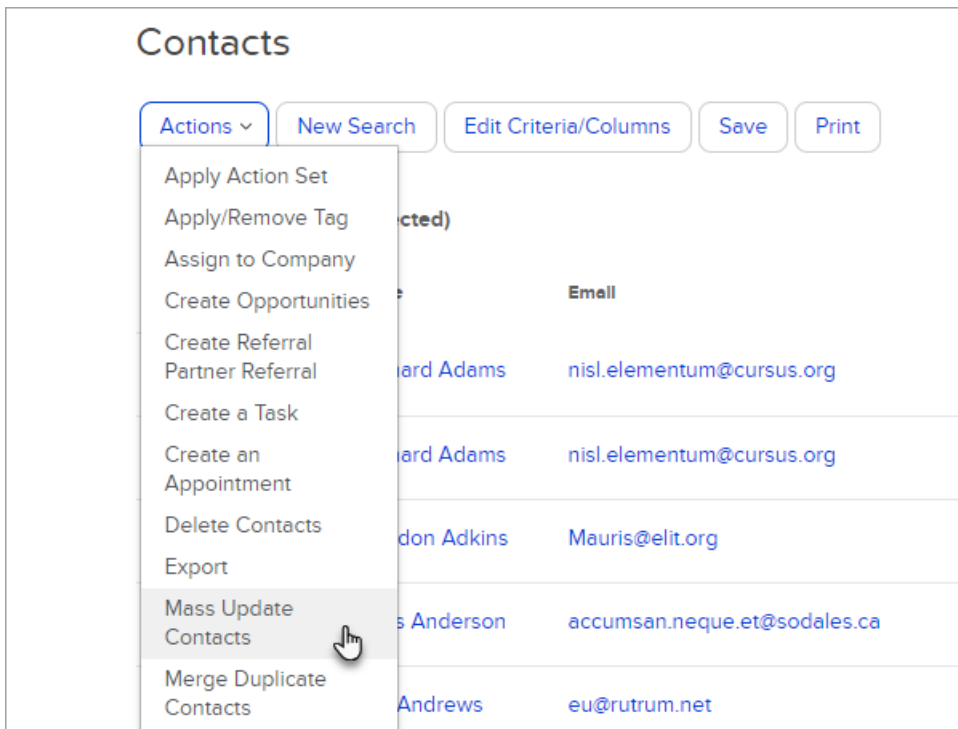 Contacts
Actions New Search Edit Criteria/Columns Save Print
Apply Action Set
Apply/Remove Tag
cted)
Assign to Company
Email
Create Opportunities
Create Referral
Partner Referral
ard Adams nisl.elementum@cursus.org
Create a Task
Create an
Appointment
ard Adams nisl.elementum@cursus.org
Delete Contacts
don Adkins Mauris@elit.org
Export
Mass Update
Contacts
s Anderson accumsan.neque.et@sodales.ca
Merge Duplicate
Contacts
Andrews eu@rutrum.net